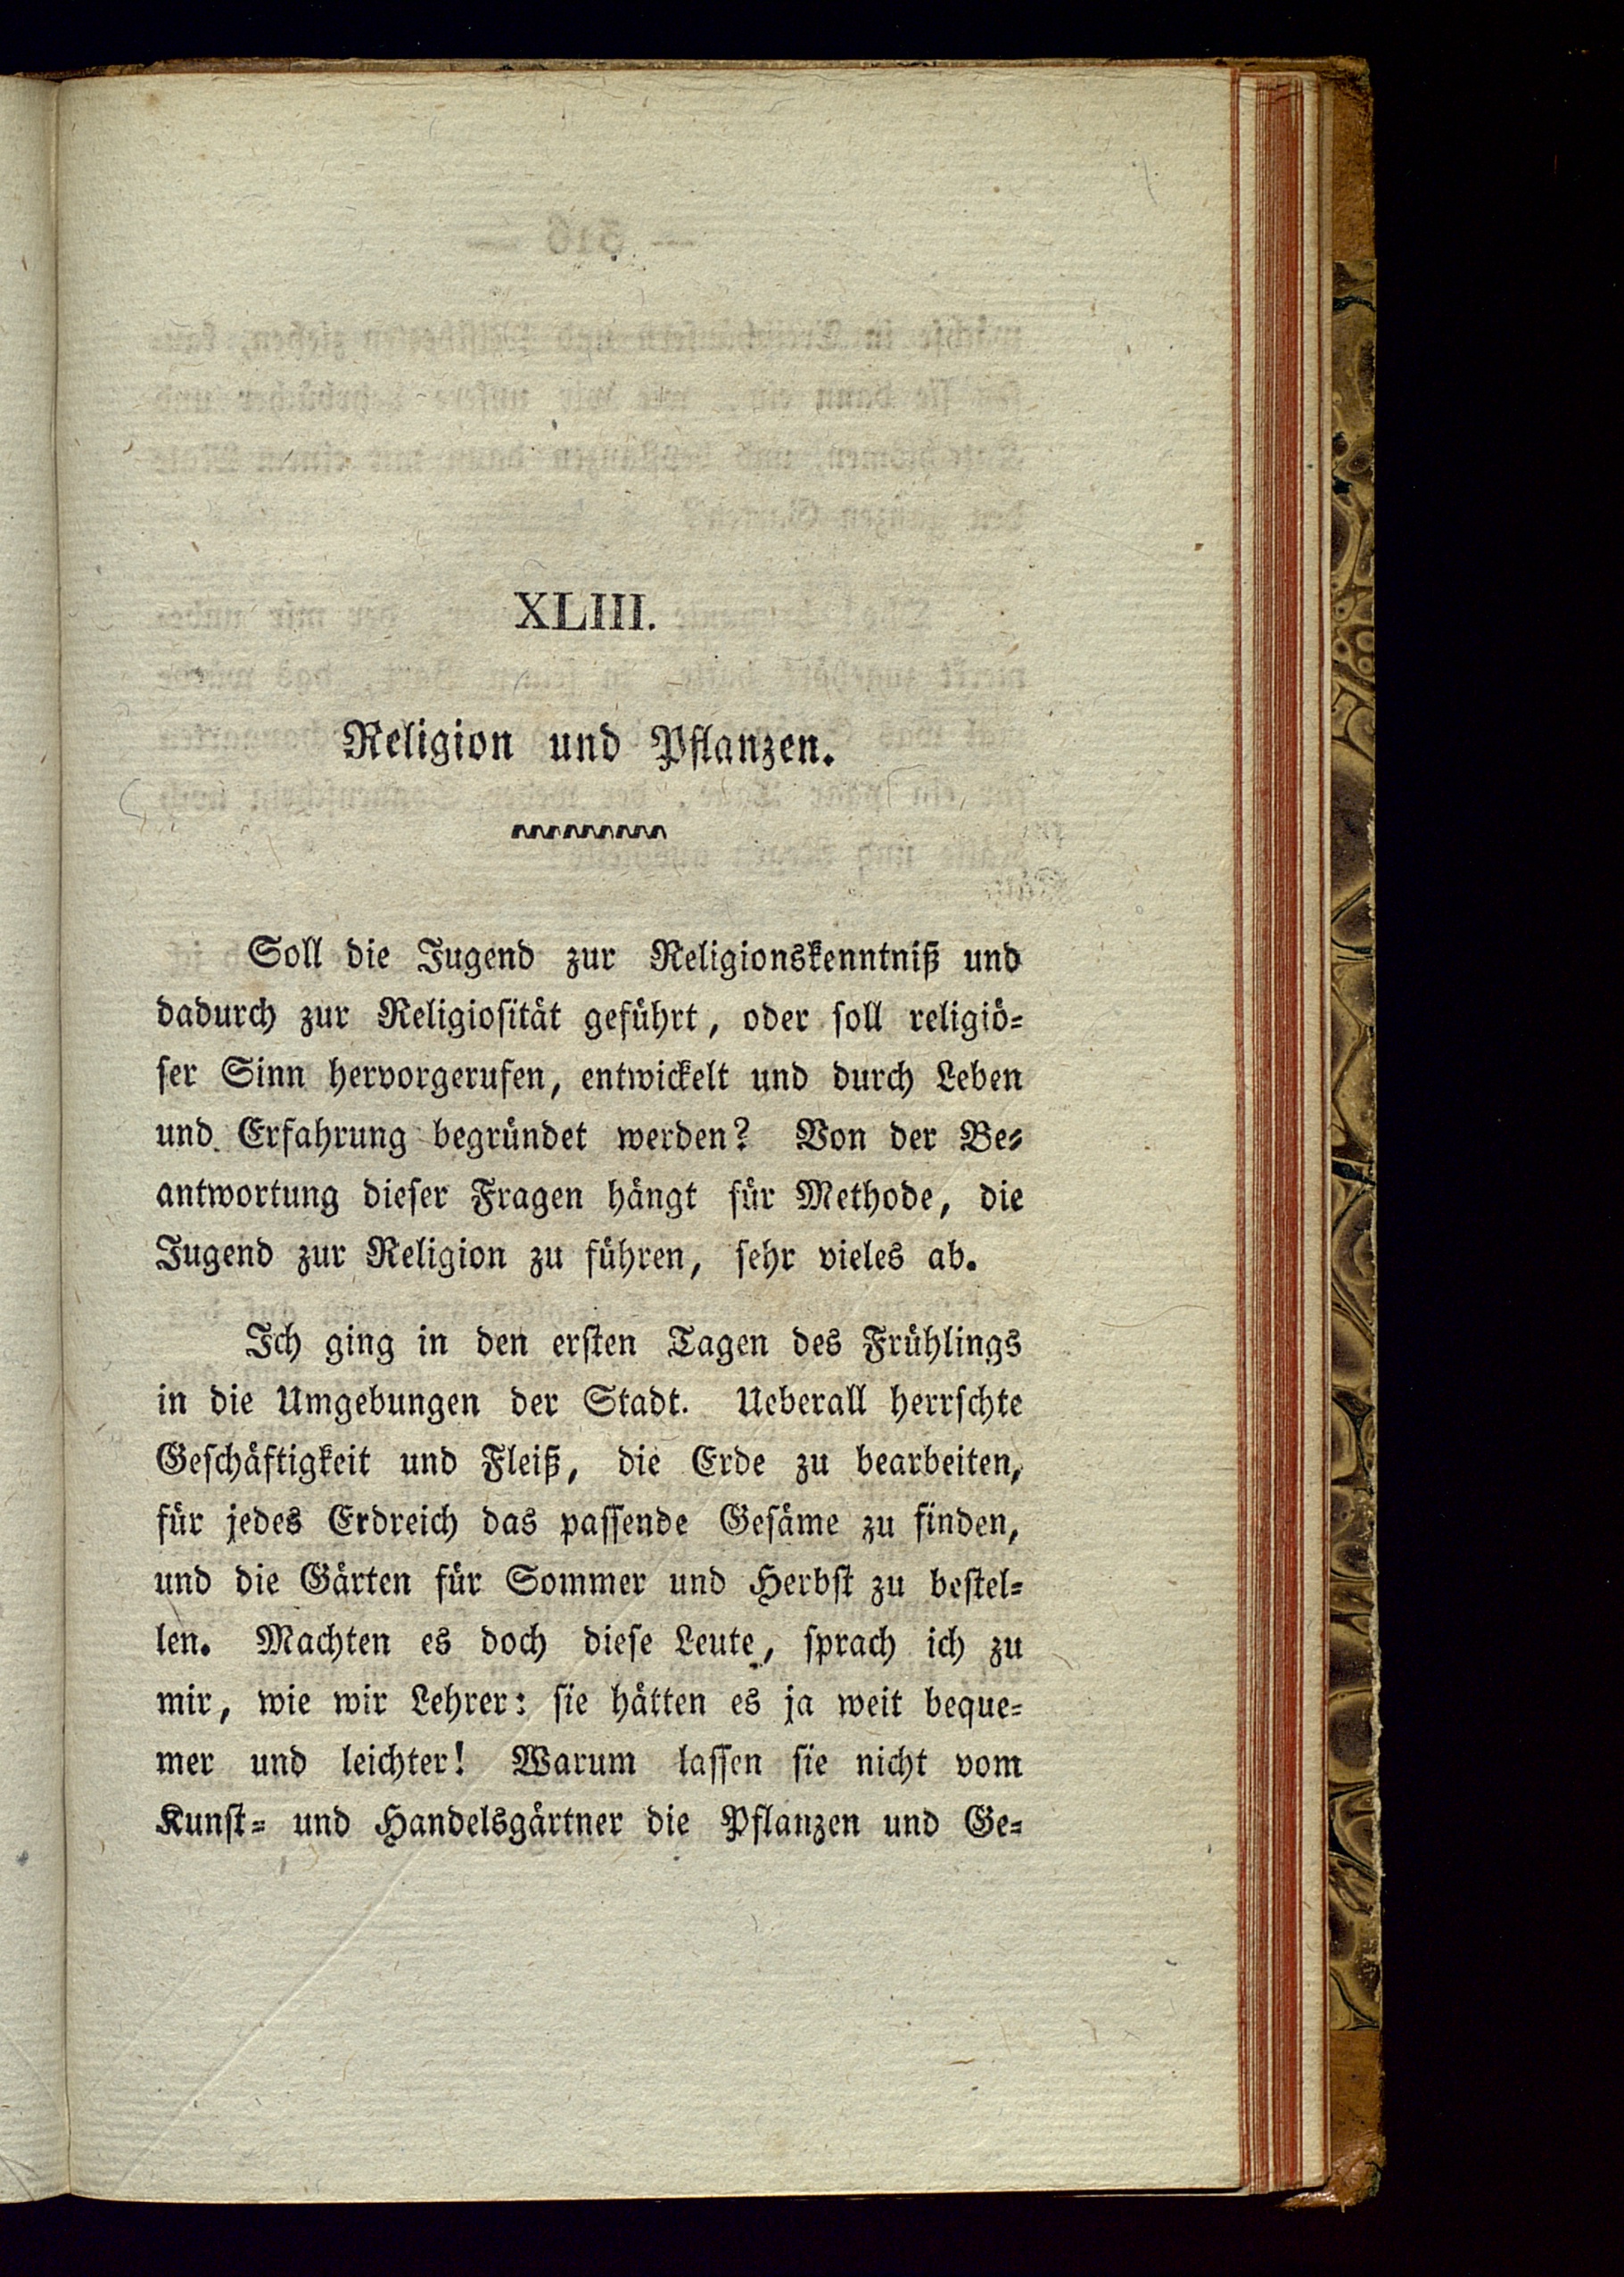 XLIII.
Religion und Pflanzen.
Soll die Jugend zur Religionskenntniß und
dadurch zur Religiosität geführt, oder soll religiö-
ser Sinn hervorgerufen, entwickelt und durch Leben
und Erfahrung begründet werden? Von der Be-
antwortung dieser Fragen hängt für Methode, die
Jugend zur Religion zu führen, sehr vieles ab.
Ich ging in den ersten Tagen des Frühlings
in die Umgebungen der Stadt. Ueberall herrschte
Geschäftigkeit und Fleiß, die Erde zu bearbeiten,
für jedes Erdreich das passende Gesäme zu finden,
und die Gärten für Sommer und Herbst zu bestel-
len. Machten es doch diese Leute, sprach ich zu
mir, wie wir Lehrer: sie hätten es ja weit beque-
mer und leichter! Warum lassen sie nicht vom
Kunst- und Handelsgärtner die Pflanzen und Ge-